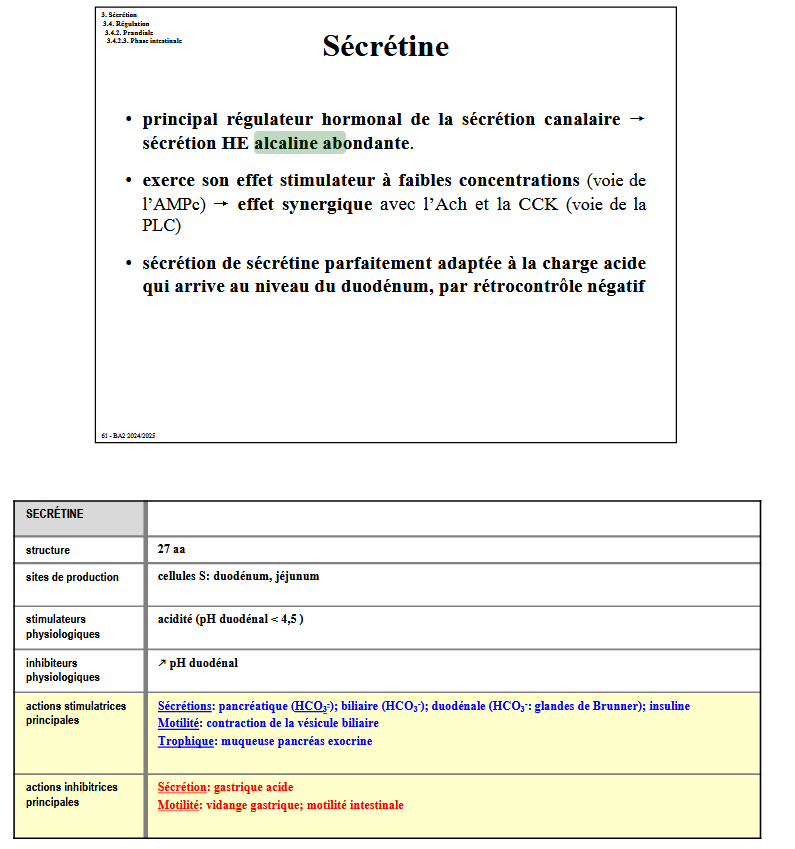 3. Sécrétion
3.4. Régulation
3.4.2. Prandiale
3.4.2.3. Phase intestinale
Sécrétine
• principal régulateur hormonal de la sécrétion canalaire →
sécrétion HE alcaline abondante.
• exerce son effet stimulateur à faibles concentrations (voie de
l’AMPc) → effet synergique avec l’Ach et la CCK (voie de la
PLC)
• sécrétion de sécrétine parfaitement adaptée à la charge acide
qui arrive au niveau du duodénum, par rétrocontrôle négatif
61 - BA2 2024/2025
SECRÉTINE
structure
27 aa
sites de production
cellules S: duodénum, jéjunum
stimulateurs
physiologiques
acidité (pH duodénal < 4,5 )
inhibiteurs
physiologiques
↗ pH duodénal
actions stimulatrices
principales
Sécrétions: pancréatique (HCO₃⁻); biliaire (HCO₃⁻); duodénale (HCO₃⁻: glandes de Brunner); insuline
Motilité: contraction de la vésicule biliaire
Trophique: muqueuse pancréas exocrine
actions inhibitrices
principales
Sécrétion: gastrique acide
Motilité: vidange gastrique; motilité intestinale